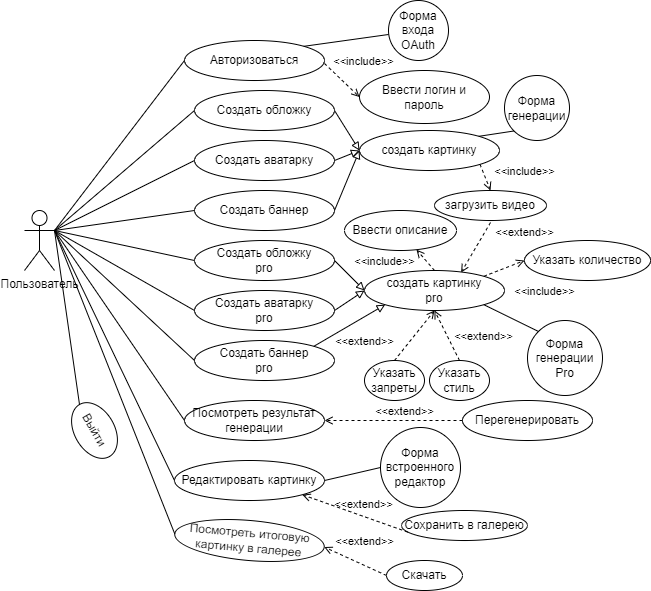 Форма
входа
OAuth
Авторизоваться
<<include>>
Ввести логин и
пароль
Создать обложку
Форма
генерации
создать картинку
Создать аватарку
<<include>>
Создать баннер
загрузить видео
Ввести описание
<<extend>>
Пользователь
Создать обложку
pro
<<include>>
Указать количество
создать картинку
pro
<<include>>
Создать аватарку
pro
<<extend>>
<<extend>>
Создать баннер
pro
Форма
генерации
Pro
Указать
запреты
Указать
стиль
Выйти
Посмотреть результат
генерации
<<extend>>
Перегенерировать
Форма
встроенного
редактор
Редактировать картинку
<<extend>>
Сохранить в галерею
Посмотреть итоговую
картинку в галерее
<<extend>>
Скачать